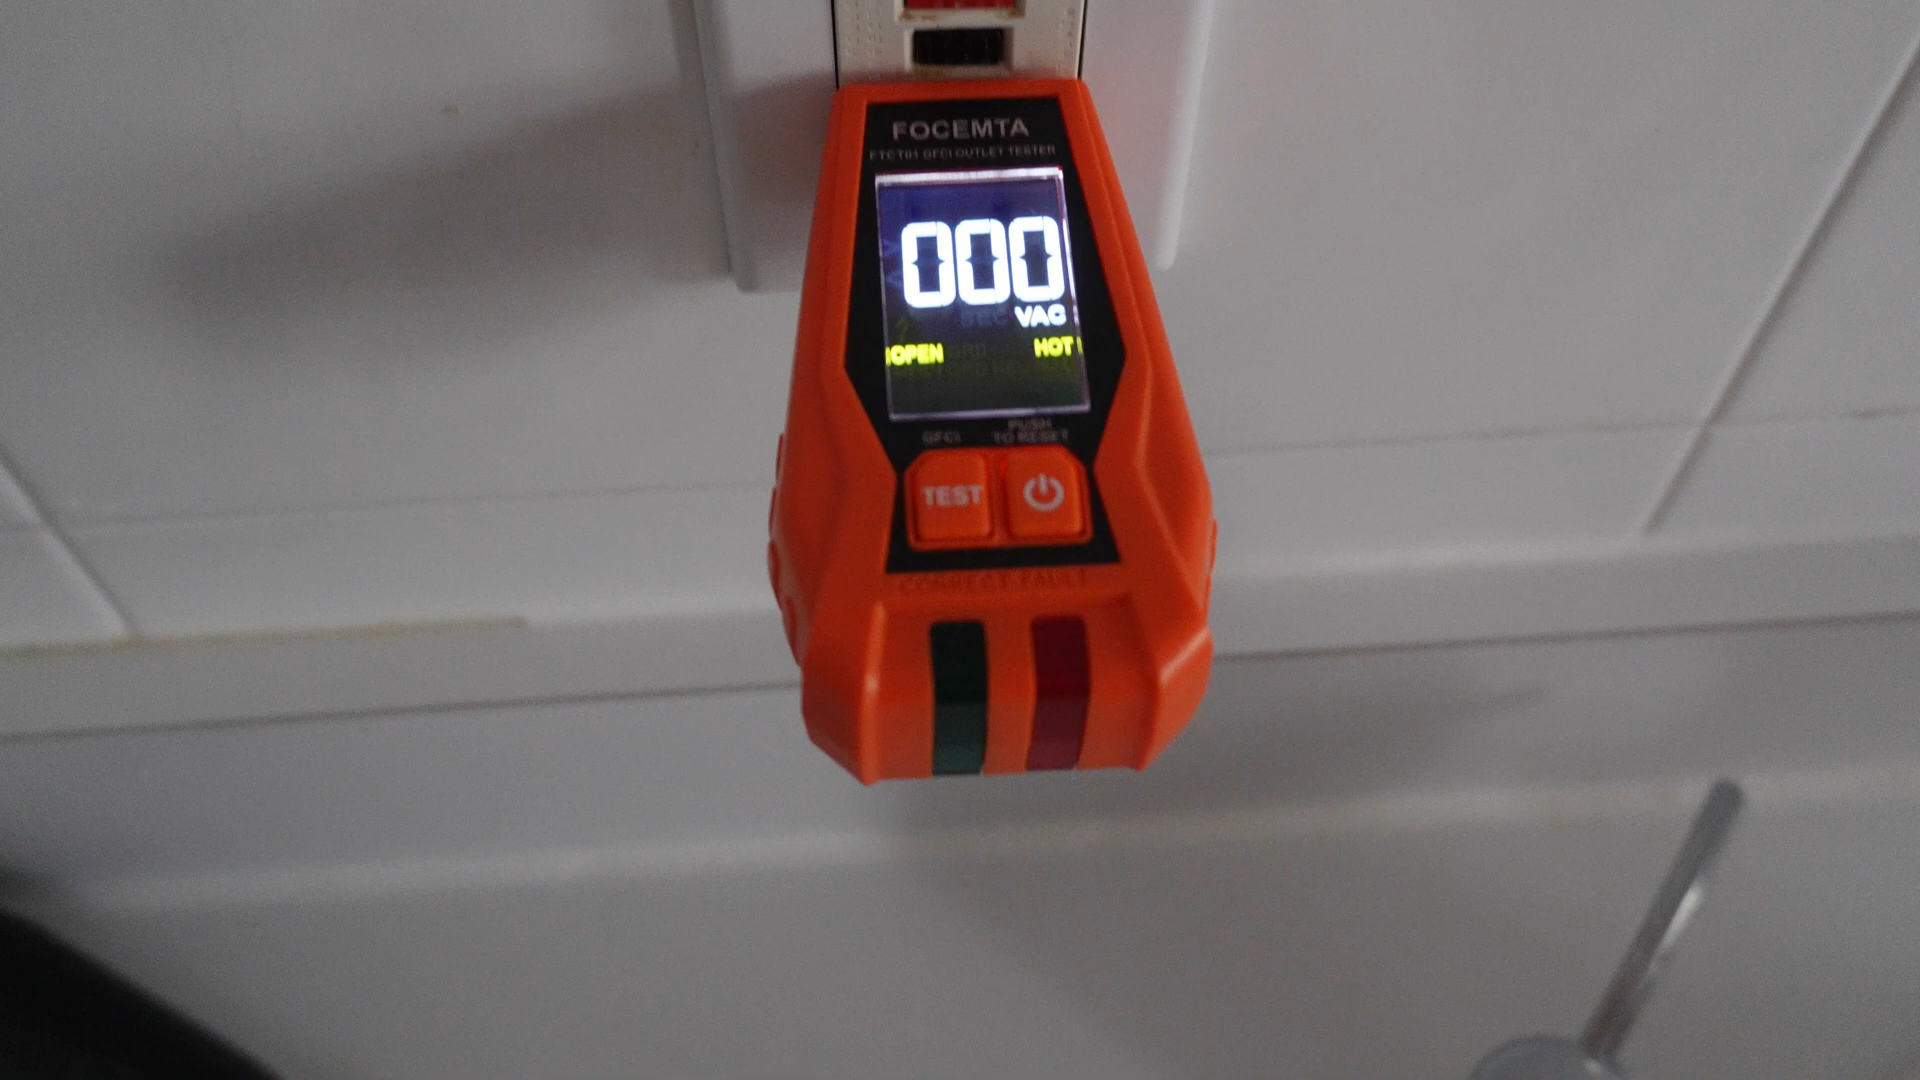 FOCEMTA
FTCT01 GFCI OUTLET TESTER
000
VAC
OPEN HOT
GFCI PUSH TO RESET
TEST
CORRECT FAULT